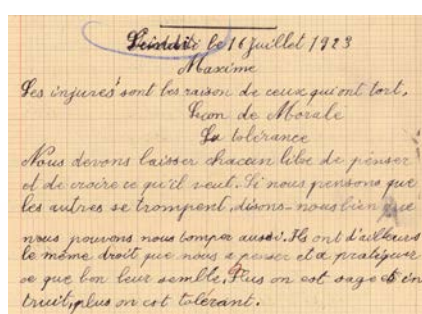 le 16 Juillet 1923
Maxime
Les injures sont les raison de ceux qui ont tort.
Leçon de Morale
La tolérance
Nous devons laisser chacun libre de penser
et de croire ce qu'il veut. Si nous pensons que
les autres se trompent, disons-nous bien que
nous pouvons nous tomper aussi. Ils ont d'ailleurs
le même droit que nous a penser et a pratiquer
ce que bon leur semble. Plus on est sage et ins
truit, plus on est tolérant.